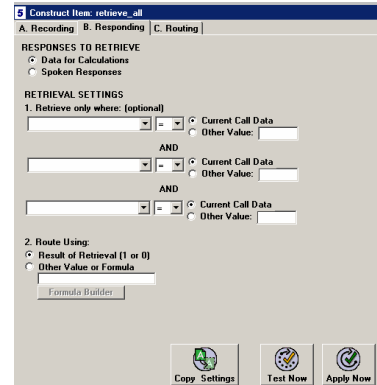 5 Construct Item: retrieve_all
A. Recording B. Responding C. Routing
RESPONSES TO RETRIEVE
Data for Calculations
Spoken Responses
RETRIEVAL SETTINGS
1. Retrieve only where: (optional)
= Current Call Data
Other Value:
AND
= Current Call Data
Other Value:
AND
= Current Call Data
Other Value:
2. Route Using:
Result of Retrieval (1 or 0)
Other Value or Formula
Formula Builder
Copy Settings Test Now Apply Now